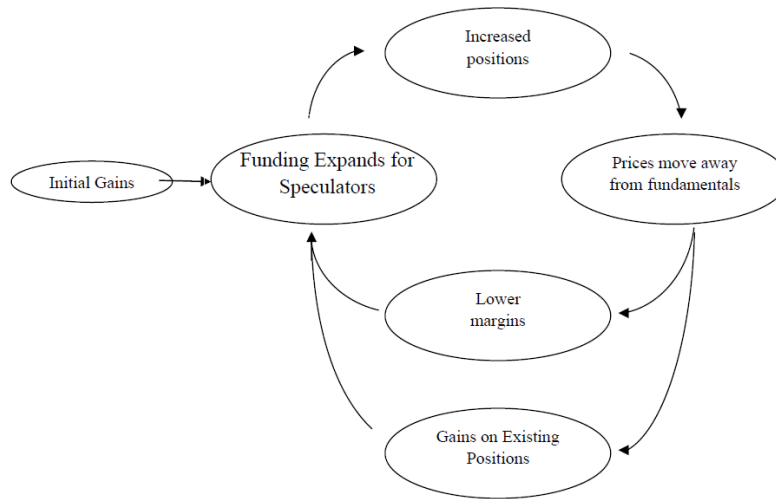 Increased
positions
Funding Expands for
Speculators
Initial Gains
Prices move away
from fundamentals
Lower
margins
Gains on Existing
Positions